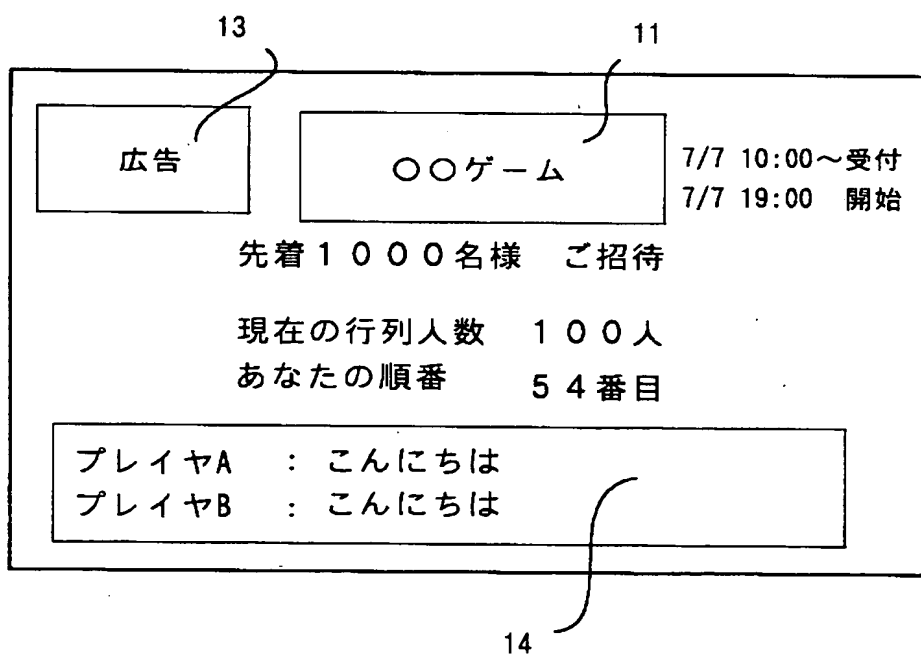 13
11
広告
○○ゲーム
7/7 10:00～受付
7/7 19:00 開始
先着1000名様 ご招待
現在の行列人数 100人
あなたの順番 54番目
プレイヤA : こんにちは
プレイヤB : こんにちは
14